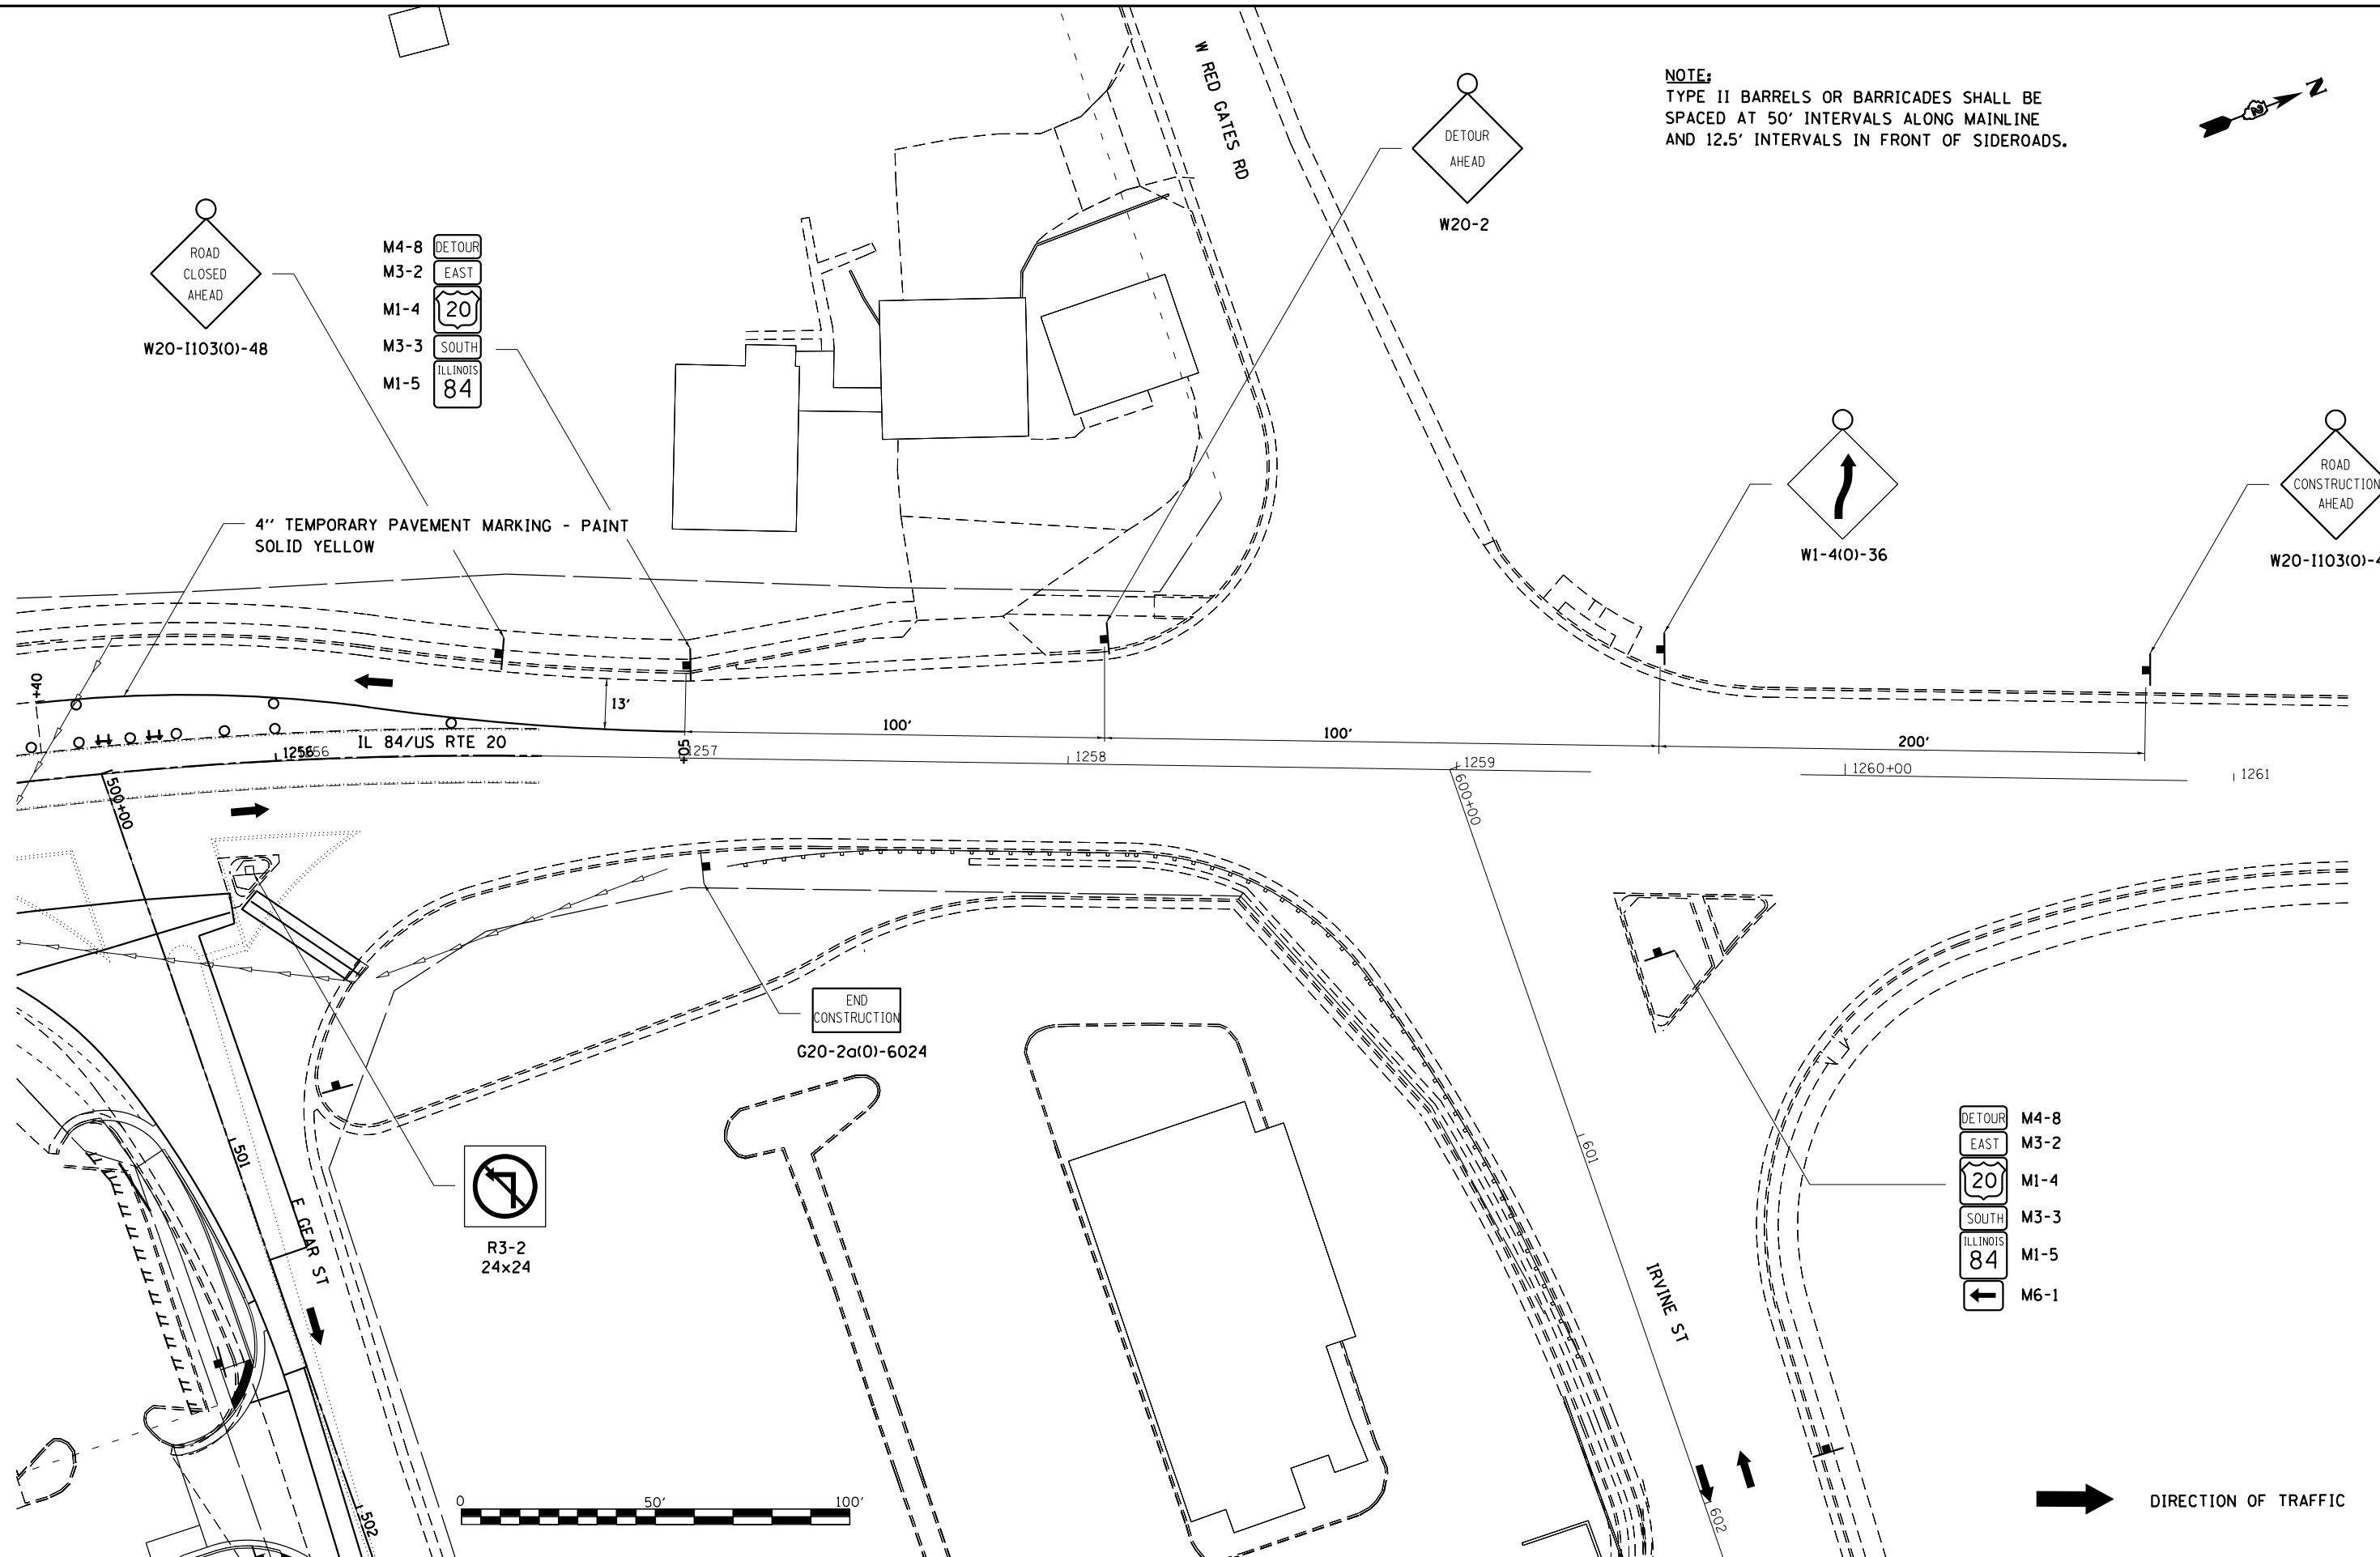 W RED GATES RD
NOTE:
TYPE II BARRELS OR BARRICADES SHALL BE
SPACED AT 50' INTERVALS ALONG MAINLINE
AND 12.5' INTERVALS IN FRONT OF SIDEROADS.
N
DETOUR
AHEAD
W20-2
ROAD
CLOSED
AHEAD
W20-I103(O)-48
M4-8 DETOUR
M3-2 EAST
M1-4 20
M3-3 SOUTH
M1-5 ILLINOIS
84
W1-4(O)-36
ROAD
CONSTRUCTION
AHEAD
W20-I103(O)-4
4'' TEMPORARY PAVEMENT MARKING - PAINT
SOLID YELLOW
+40
13'
100'
100'
200'
IL 84/US RTE 20
1256
+05
1257
1258
1259
1260+00
1261
500+00
600+00
END
CONSTRUCTION
G20-2a(O)-6024
501
E GEAR ST
R3-2
24x24
601
IRVINE ST
DETOUR M4-8
EAST M3-2
20 M1-4
SOUTH M3-3
ILLINOIS
84 M1-5
M6-1
0 50' 100'
502
602
DIRECTION OF TRAFFIC